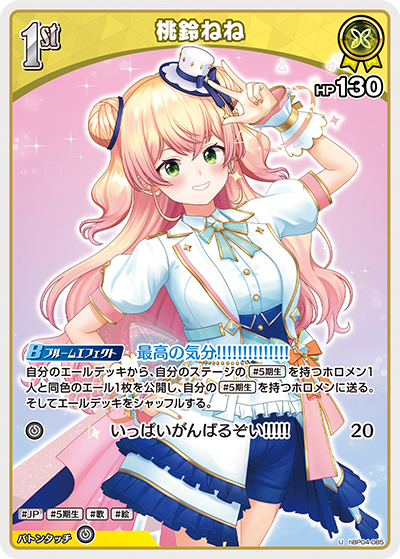 1st
桃鈴ねね
HP 130
Bブルームエフェクト 最高の気分!!!!!!!!!!!!!!!
自分のエールデッキから、自分のステージの #5期生 を持つホロメン1
人と同色のエール1枚を公開し、自分の #5期生 を持つホロメンに送る。
そしてエールデッキをシャッフルする。
いっぱいがんばるぞい!!!!! 20
#JP #5期生 #歌 #絵
バトンタッチ
U hBP04-085